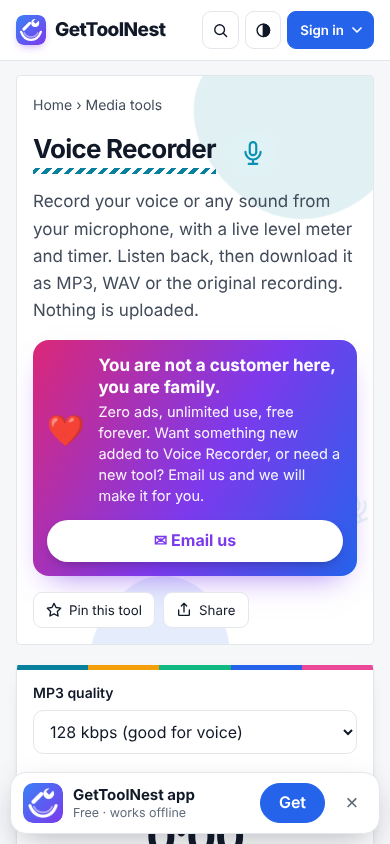 GetToolNest
Sign in
Home › Media tools
Voice Recorder
Record your voice or any sound from
your microphone, with a live level meter
and timer. Listen back, then download it
as MP3, WAV or the original recording.
Nothing is uploaded.
You are not a customer here,
you are family.
Zero ads, unlimited use, free
forever. Want something new
added to Voice Recorder, or need a
new tool? Email us and we will
make it for you.
✉ Email us
Pin this tool
Share
MP3 quality
128 kbps (good for voice)
GetToolNest app
Free · works offline
Get
✕